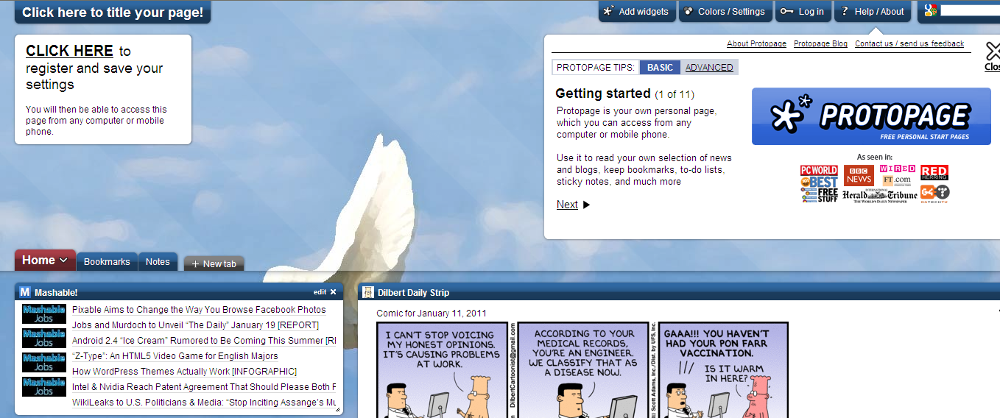 Click here to title your page!
Add widgets
Colors / Settings
Log in
? Help / About
CLICK HERE to
register and save your
settings
You will then be able to access this
page from any computer or mobile
phone.
About Protopage Protopage Blog Contact us / send us feedback
Clos
PROTOPAGE TIPS: BASIC ADVANCED
Getting started (1 of 11)
Protopage is your own personal page,
which you can access from any
computer or mobile phone.
Use it to read your own selection of news
and blogs, keep bookmarks, to-do lists,
sticky notes, and much more
Next
PROTOPAGE
FREE PERSONAL START PAGES
As seen in:
PC WORLD
BEST
FREE
STUFF
BBC
NEWS
WIRED
FT.com
RED
HERRING
INTERNATIONAL
Herald Tribune
THE WORLD'S DAILY NEWSPAPER
Home
Bookmarks
Notes
+ New tab
M Mashable!
edit
Mashable
Jobs
Mashable
Jobs
Mashable
Jobs
Mashable
Jobs
Pixable Aims to Change the Way You Browse Facebook Photos
Jobs and Murdoch to Unveil “The Daily” January 19 [REPORT]
Android 2.4 “Ice Cream” Rumored to Be Coming This Summer [RI
“Z-Type”: An HTML5 Video Game for English Majors
How WordPress Themes Actually Work [INFOGRAPHIC]
Intel & Nvidia Reach Patent Agreement That Should Please Both F
WikiLeaks to U.S. Politicians & Media: “Stop Inciting Assange's Mu
Dilbert Daily Strip
Comic for January 11, 2011
I CAN'T STOP VOICING
MY HONEST OPINIONS.
IT'S CAUSING PROBLEMS
AT WORK.
DilbertCartoonist@gmail.com
ACCORDING TO YOUR
MEDICAL RECORDS,
YOU'RE AN ENGINEER.
WE CLASSIFY THAT AS
A DISEASE NOW.
Scott Adams, Inc./Dist. by UFS, Inc.
GAAA!!! YOU HAVEN'T
HAD YOUR PON FARR
VACCINATION.
IS IT WARM
IN HERE?